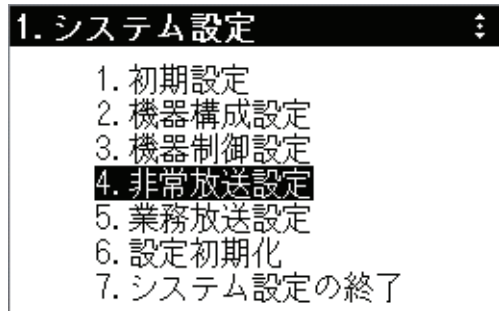 1.システム設定
1.初期設定
2.機器構成設定
3.機器制御設定
4.非常放送設定
5.業務放送設定
6.設定初期化
7.システム設定の終了